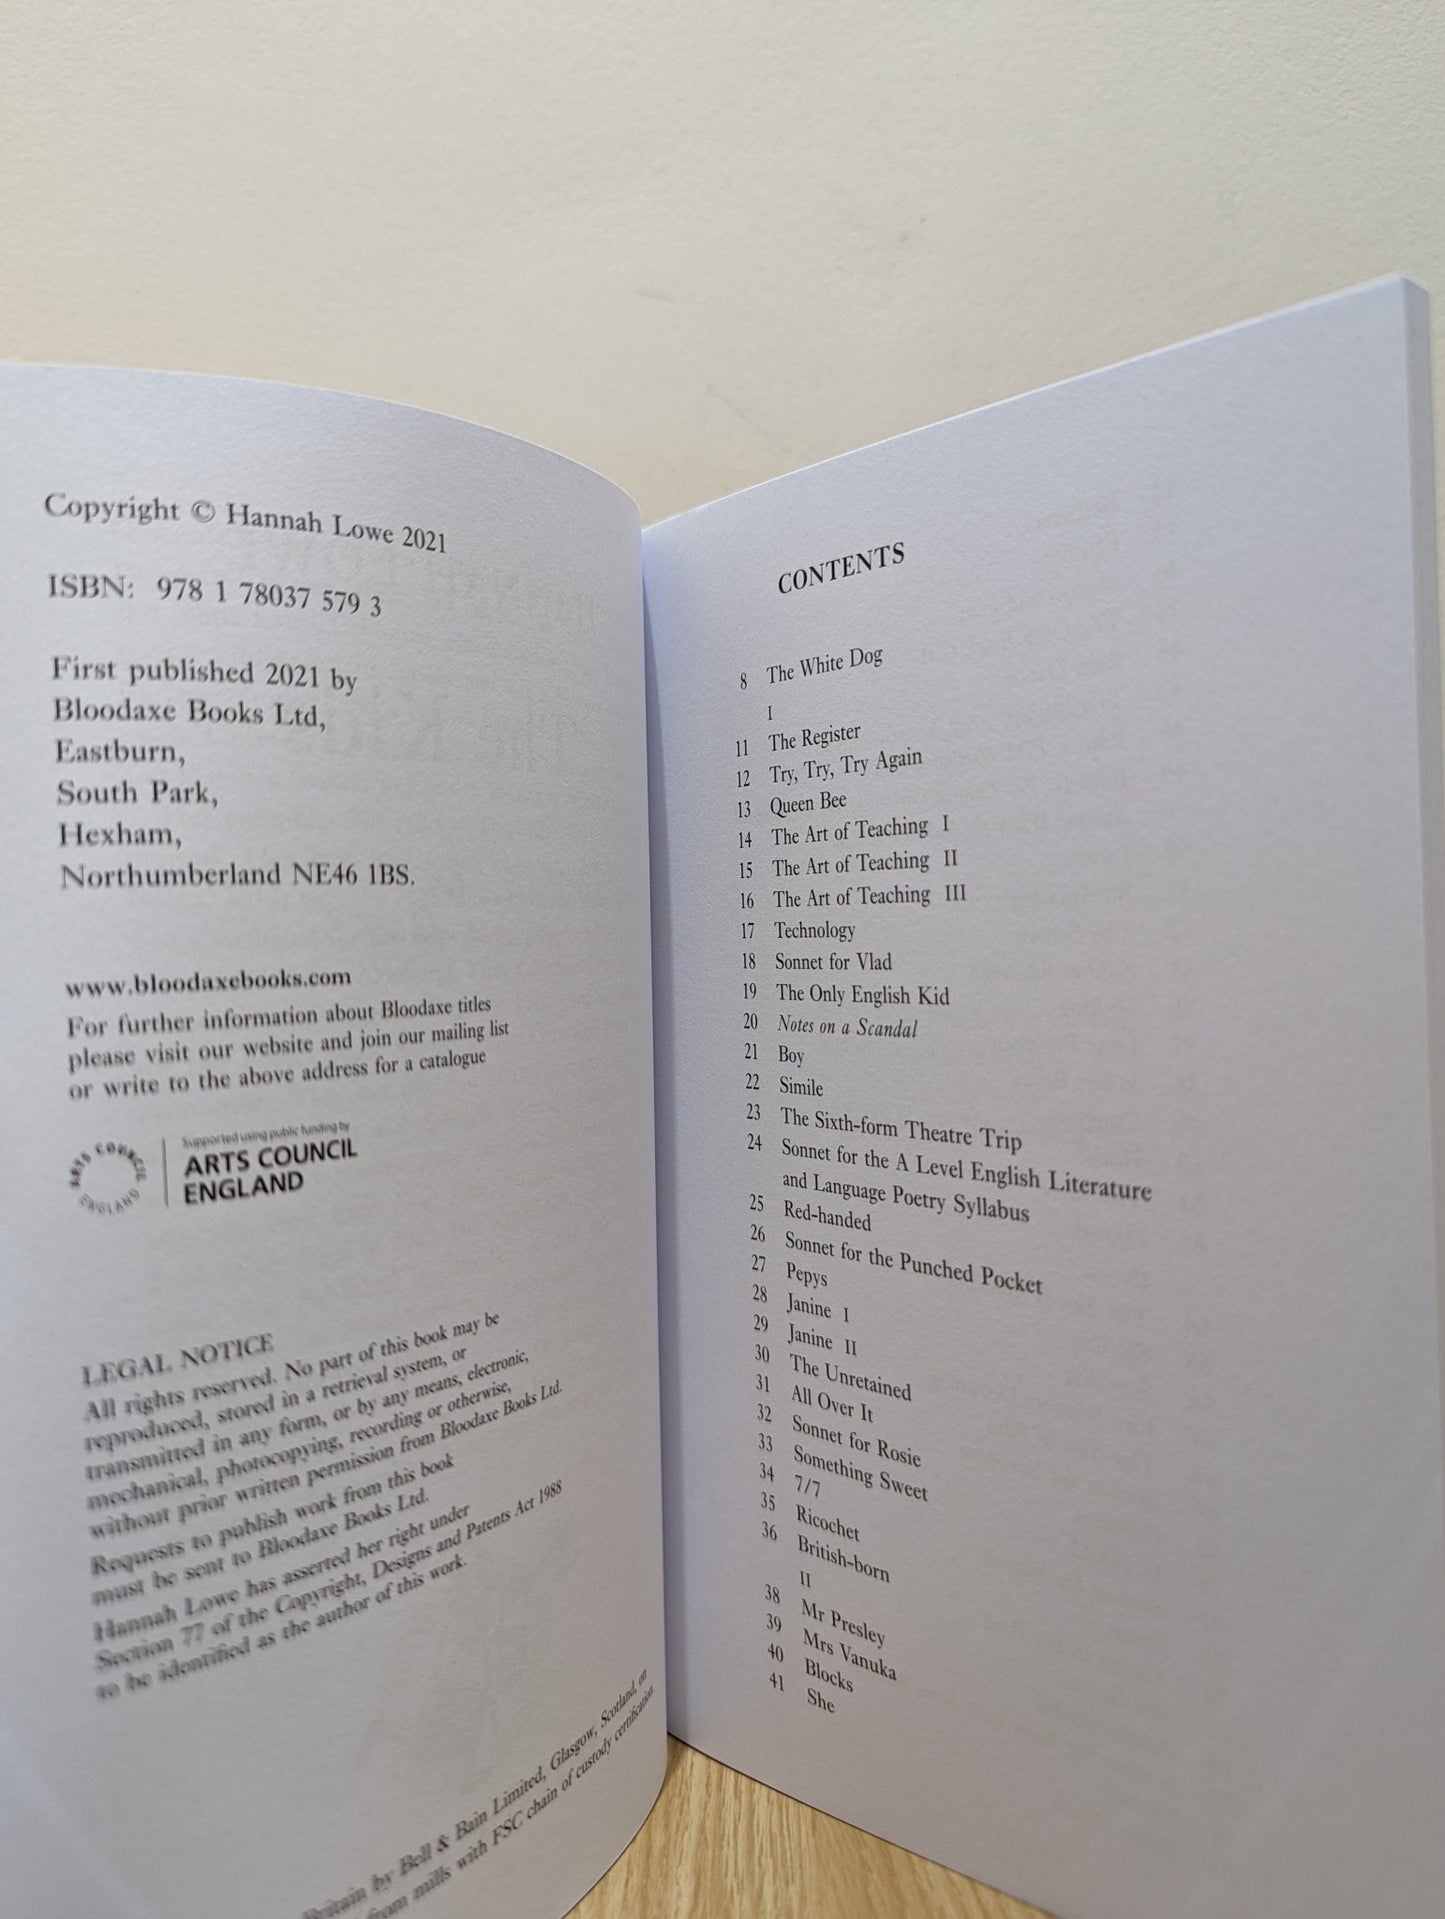 Copyright © Hannah Lowe 2021
ISBN: 978 1 78037 579 3
First published 2021 by
Bloodaxe Books Ltd,
Eastburn,
South Park,
Hexham,
Northumberland NE46 1BS.
www.bloodaxebooks.com
For further information about Bloodaxe titles
please visit our website and join our mailing list
or write to the above address for a catalogue
ARTS COUNCIL ENGLAND
Supported using public funding by
ARTS COUNCIL
ENGLAND
LEGAL NOTICE
All rights reserved. No part of this book may be
reproduced, stored in a retrieval system, or
transmitted in any form, or by any means, electronic,
mechanical, photocopying, recording or otherwise,
without prior written permission from Bloodaxe Books Ltd.
Requests to publish work from this book
must be sent to Bloodaxe Books Ltd.
Hannah Lowe has asserted her right under
Section 77 of the Copyright, Designs and Patents Act 1988
to be identified as the author of this work.
Britain by Bell & Bain Limited, Glasgow, Scotland, on
from mills with FSC chain of custody certification.
CONTENTS
8 The White Dog
I
11 The Register
12 Try, Try, Try Again
13 Queen Bee
14 The Art of Teaching I
15 The Art of Teaching II
16 The Art of Teaching III
17 Technology
18 Sonnet for Vlad
19 The Only English Kid
20 Notes on a Scandal
21 Boy
22 Simile
23 The Sixth-form Theatre Trip
24 Sonnet for the A Level English Literature
and Language Poetry Syllabus
25 Red-handed
26 Sonnet for the Punched Pocket
27 Pepys
28 Janine I
29 Janine II
30 The Unretained
31 All Over It
32 Sonnet for Rosie
33 Something Sweet
34 7/7
35 Ricochet
36 British-born
II
38 Mr Presley
39 Mrs Vanuka
40 Blocks
41 She